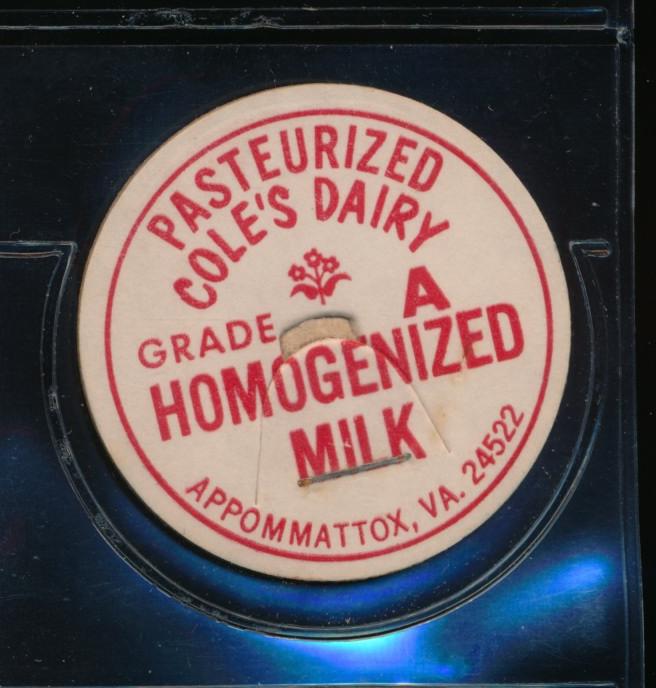 PASTEURIZED
COLE'S DAIRY
GRADE A
HOMOGENIZED
MILK
APPOMMATTOX, VA. 24522